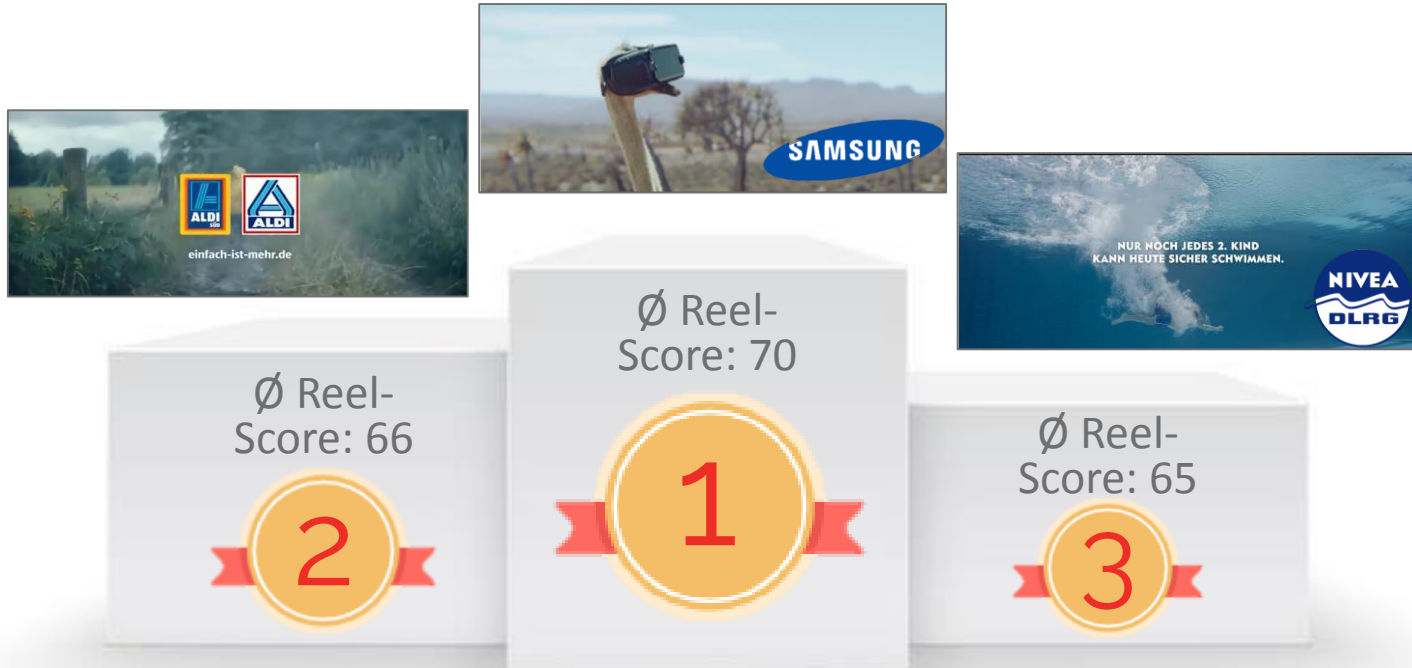 SAMSUNG
ALDI
SÜD
ALDI
einfach-ist-mehr.de
NUR NOCH JEDES 2. KIND
KANN HEUTE SICHER SCHWIMMEN.
NIVEA
DLRG
Ø Reel-
Score: 70
1
Ø Reel-
Score: 66
2
Ø Reel-
Score: 65
3